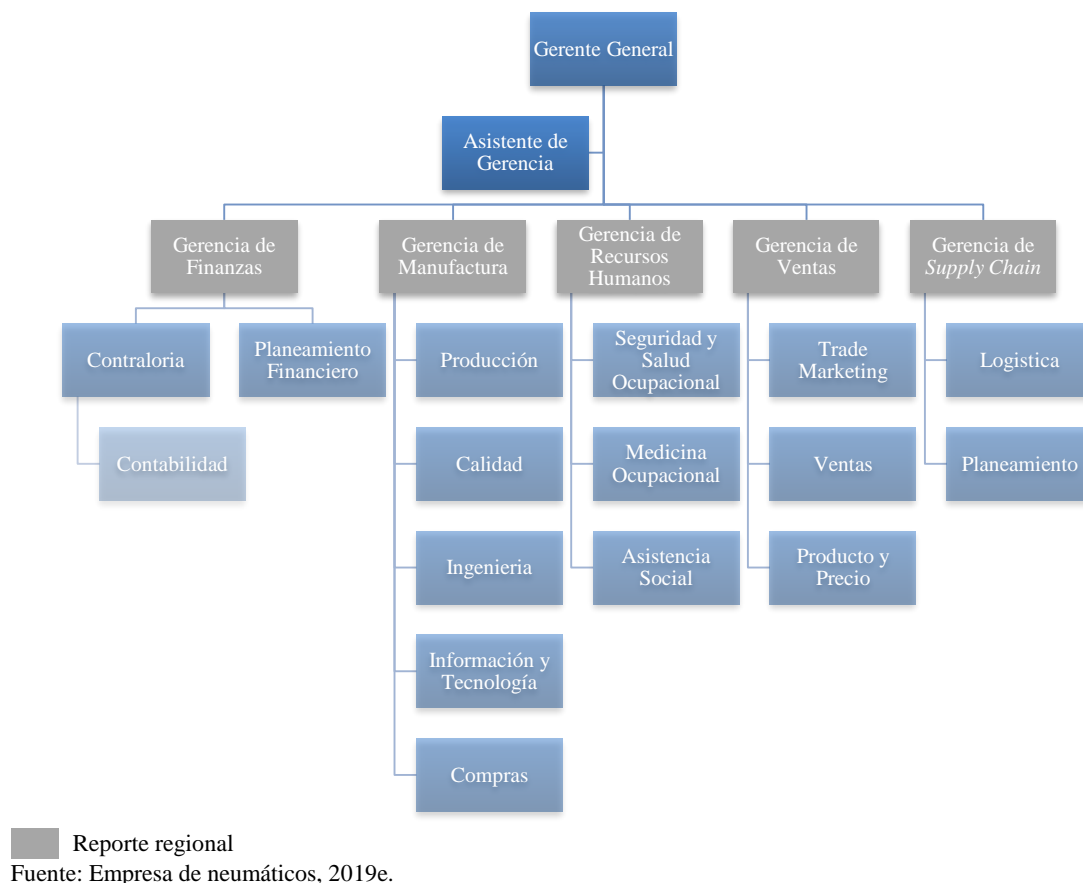 Gerente General
Asistente de
Gerencia
Gerencia de
Finanzas
Gerencia de
Manufactura
Gerencia de
Recursos
Humanos
Gerencia de
Ventas
Gerencia de
Supply Chain
Contraloria
Planeamiento
Financiero
Contabilidad
Producción
Calidad
Ingenieria
Información y
Tecnología
Compras
Seguridad y
Salud
Ocupacional
Medicina
Ocupacional
Asistencia
Social
Trade
Marketing
Ventas
Producto y
Precio
Logistica
Planeamiento
Reporte regional
Fuente: Empresa de neumáticos, 2019e.